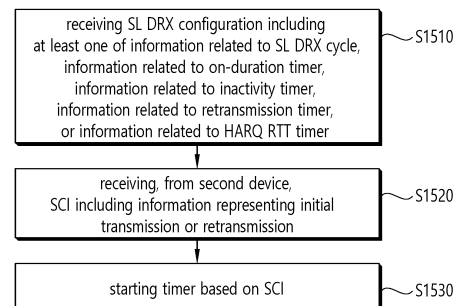 receiving SL DRX configuration including
at least one of information related to SL DRX cycle,
information related to on-duration timer,
information related to inactivity timer,
information related to retransmission timer,
or information related to HARQ RTT timer
S1510
receiving, from second device,
SCI including information representing initial
transmission or retransmission
S1520
starting timer based on SCI
S1530